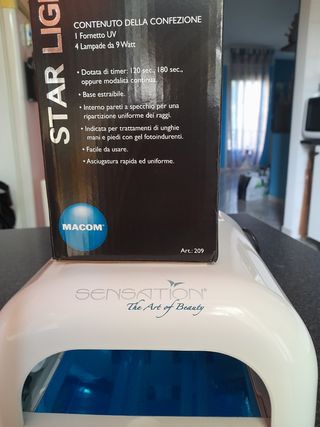 STAR LIG
CONTENUTO DELLA CONFEZIONE
1 Fornetto UV
4 Lampade da 9 Watt
• Dotata di timer: 120 sec., 180 sec.,
oppure modalità continua.
• Base estraibile.
• Interno pareti a specchio per una
ripartizione uniforme dei raggi.
• Indicata per trattamenti di unghie
mani e piedi con gel fotoindurenti.
• Facile da usare.
• Asciugatura rapida ed uniforme.
MACOM®
Art.: 209
SENSATION®
The Art of Beauty